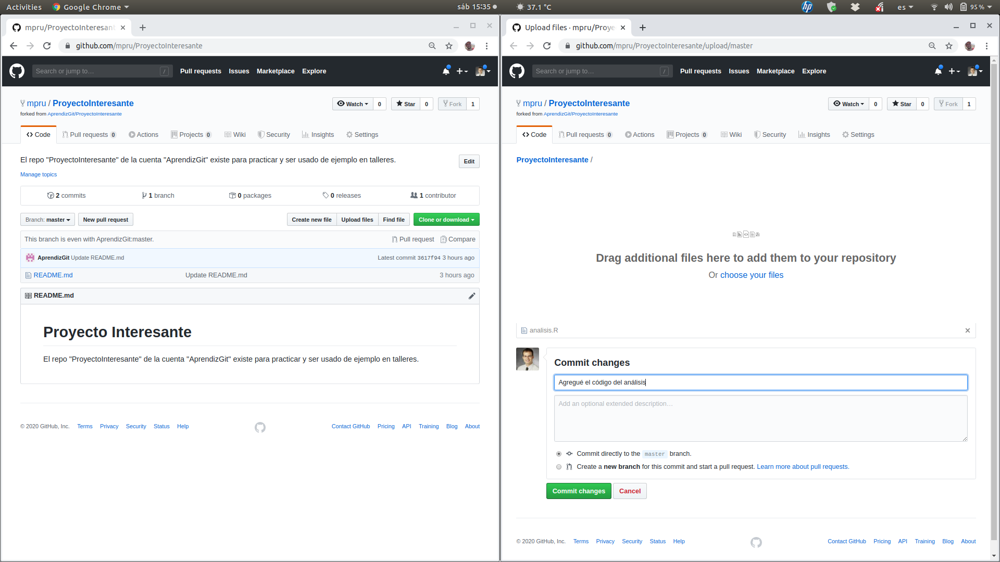 Activities Google Chrome sáb 15:35 37.1 °C es 95 %
mpru/ProyectoInteresant
github.com/mpru/ProyectoInteresante
Search or jump to… / Pull requests Issues Marketplace Explore
mpru / ProyectoInteresante Watch 0 Star 0 Fork 1
forked from AprendizGit/ProyectoInteresante
Code Pull requests 0 Actions Projects 0 Wiki Security Insights Settings
El repo "ProyectoInteresante" de la cuenta "AprendizGit" existe para practicar y ser usado de ejemplo en talleres. Edit
Manage topics
2 commits 1 branch 0 packages 0 releases 1 contributor
Branch: master New pull request Create new file Upload files Find file Clone or download
This branch is even with AprendizGit:master. Pull request Compare
AprendizGit Update README.md Latest commit 3617f94 3 hours ago
README.md Update README.md 3 hours ago
README.md
Proyecto Interesante
El repo "ProyectoInteresante" de la cuenta "AprendizGit" existe para practicar y ser usado de ejemplo en talleres.
© 2020 GitHub, Inc. Terms Privacy Security Status Help Contact GitHub Pricing API Training Blog About
Upload files · mpru/Proye
github.com/mpru/ProyectoInteresante/upload/master
Search or jump to… / Pull requests Issues Marketplace Explore
mpru / ProyectoInteresante Watch 0 Star 0 Fork 1
forked from AprendizGit/ProyectoInteresante
Code Pull requests 0 Actions Projects 0 Wiki Security Insights Settings
ProyectoInteresante /
Drag additional files here to add them to your repository
Or choose your files
analisis.R
Commit changes
Agregué el código del análisis
Add an optional extended description…
Commit directly to the master branch.
Create a new branch for this commit and start a pull request. Learn more about pull requests.
Commit changes Cancel
© 2020 GitHub, Inc. Terms Privacy Security Status Help Contact GitHub Pricing API Training Blog About